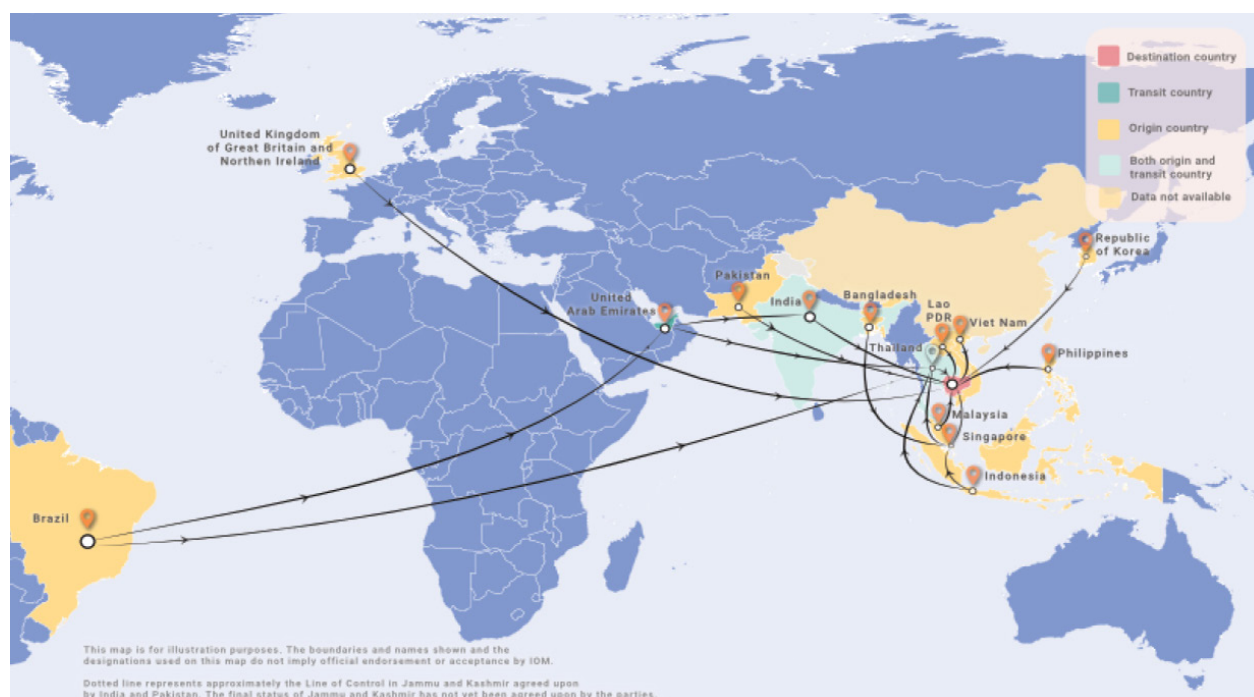 Destination country
Transit country
Origin country
Both origin and
transit country
Data not available
United Kingdom
of Great Britain and
Northen Ireland
Republic
of Korea
Pakistan
United
Arab Emirates
India
Bangladesh
Lao
PDR
Viet Nam
Thailand
Philippines
Malaysia
Singapore
Indonesia
Brazil
This map is for illustration purposes. The boundaries and names shown and the
designations used on this map do not imply official endorsement or acceptance by IOM.
Dotted line represents approximately the Line of Control in Jammu and Kashmir agreed upon
by India and Pakistan. The final status of Jammu and Kashmir has not yet been agreed upon by the parties.